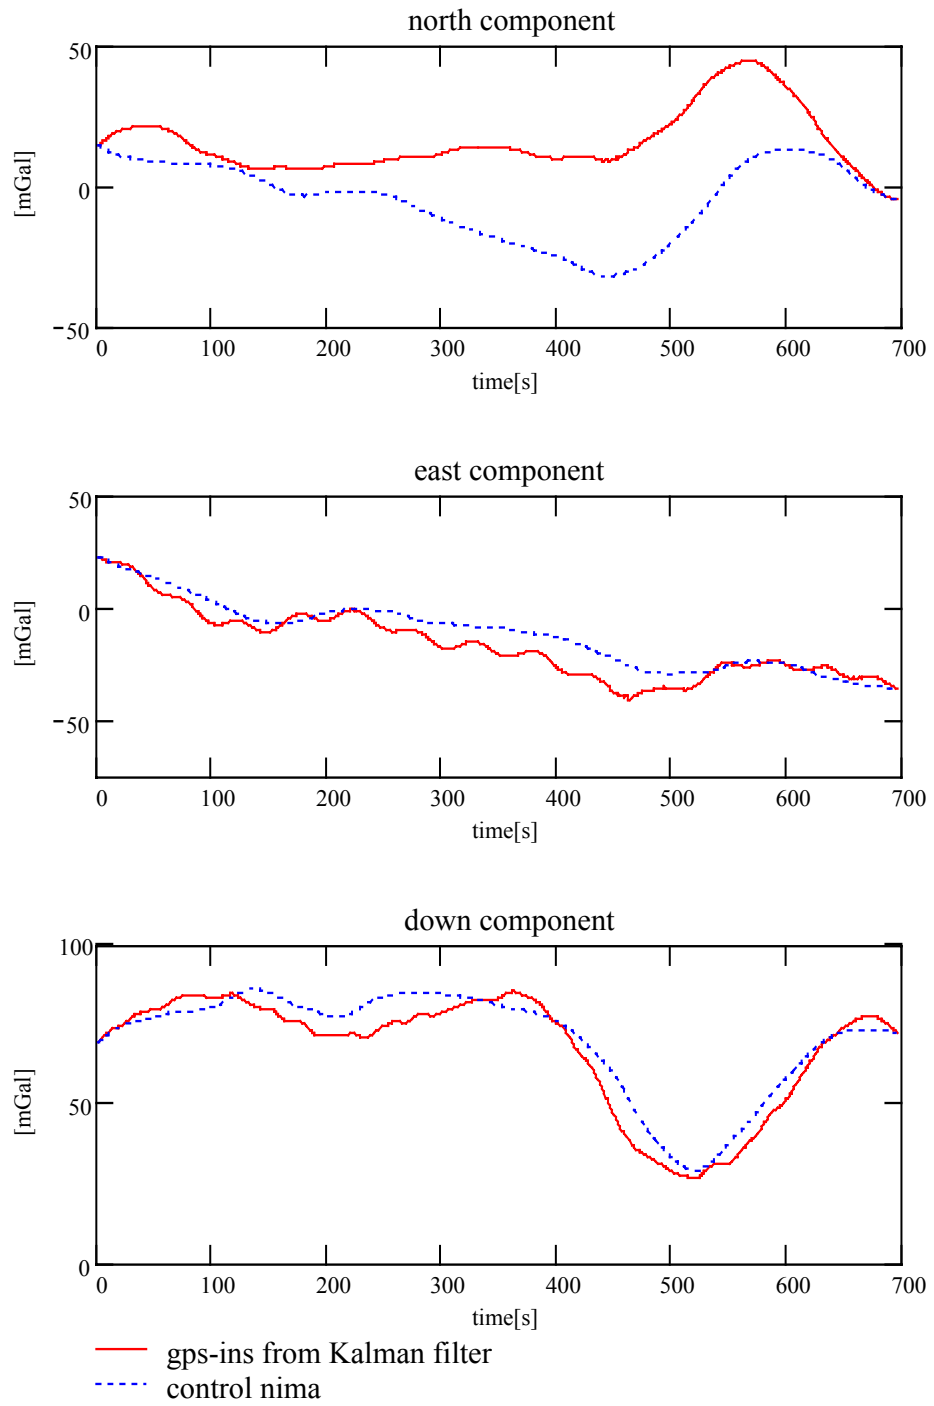 north component
50
[mGal]
0
−50
0 100 200 300 400 500 600 700
time[s]
east component
50
[mGal]
0
−50
0 100 200 300 400 500 600 700
time[s]
down component
100
[mGal]
50
0
0 100 200 300 400 500 600 700
time[s]
gps-ins from Kalman filter
control nima